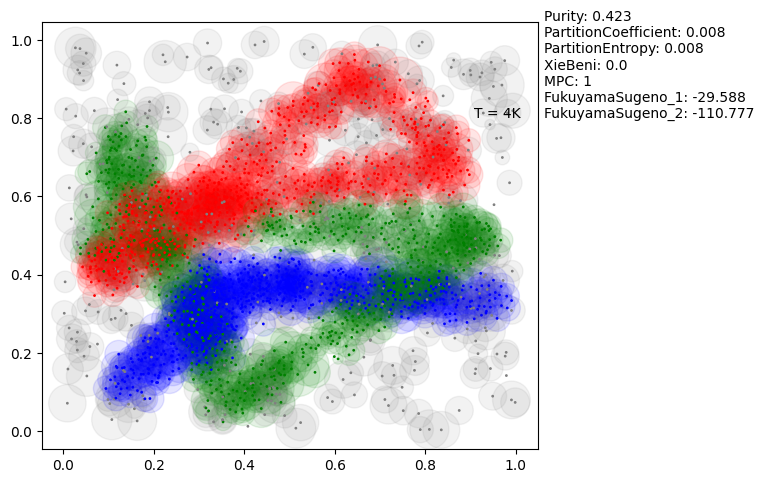 Purity: 0.423
PartitionCoefficient: 0.008
PartitionEntropy: 0.008
XieBeni: 0.0
MPC: 1
FukuyamaSugeno_1: -29.588
FukuyamaSugeno_2: -110.777
T = 4K
1.0
0.8
0.6
0.4
0.2
0.0
0.0 0.2 0.4 0.6 0.8 1.0